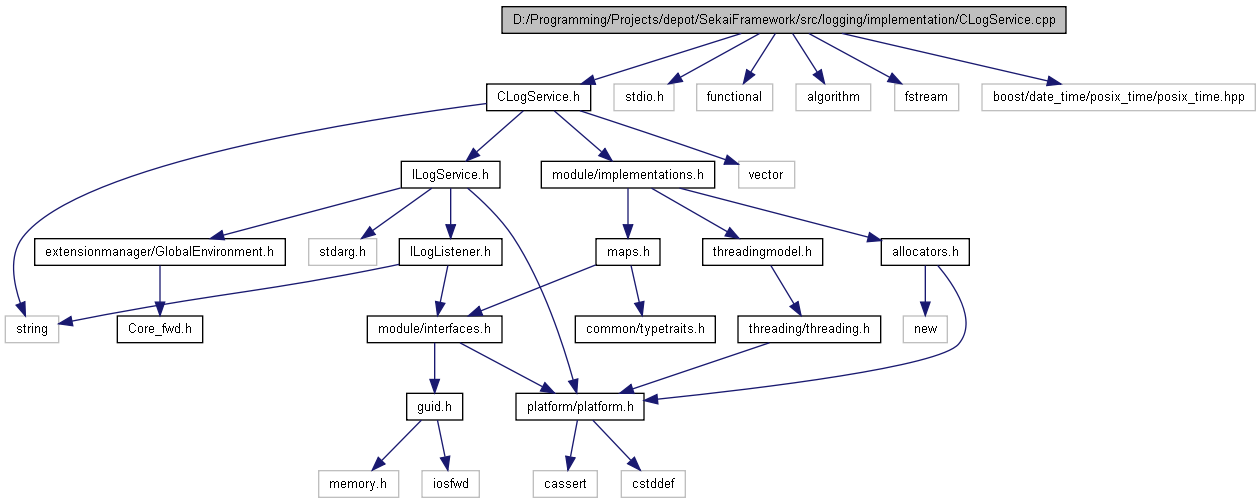 D:/Programming/Projects/depot/SekaiFramework/src/logging/implementation/CLogService.cpp
CLogService.h
stdio.h
functional
algorithm
fstream
boost/date_time/posix_time/posix_time.hpp
ILogService.h
module/implementations.h
vector
extensionmanager/GlobalEnvironment.h
stdarg.h
ILogListener.h
maps.h
threadingmodel.h
allocators.h
string
Core_fwd.h
module/interfaces.h
common/typetraits.h
threading/threading.h
new
guid.h
platform/platform.h
memory.h
iosfwd
cassert
cstddef